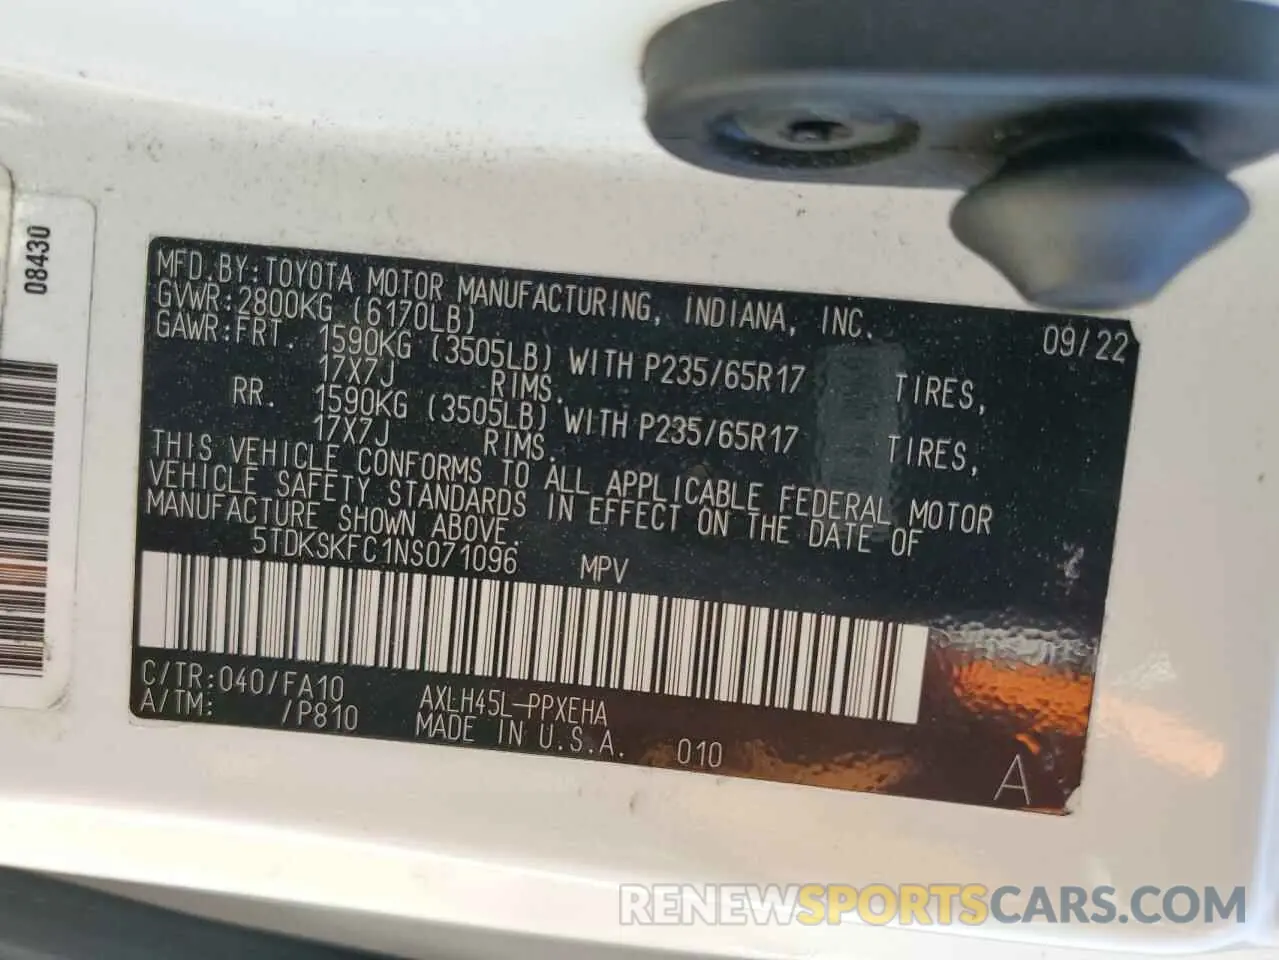 08430
MFD.BY:TOYOTA MOTOR MANUFACTURING, INDIANA, INC. 09/22
GVWR:2800KG (6170LB)
GAWR:FRT. 1590KG (3505LB) WITH P235/65R17 TIRES,
17X7J RIMS.
RR. 1590KG (3505LB) WITH P235/65R17 TIRES,
17X7J RIMS.
THIS VEHICLE CONFORMS TO ALL APPLICABLE FEDERAL MOTOR
VEHICLE SAFETY STANDARDS IN EFFECT ON THE DATE OF
MANUFACTURE SHOWN ABOVE.
5TDKSKFC1NS071096 MPV
C/TR:040/FA10 AXLH45L-PPXEHA
A/TM: /P810 MADE IN U.S.A. 010
A
RENEWSPORTSCARS.COM